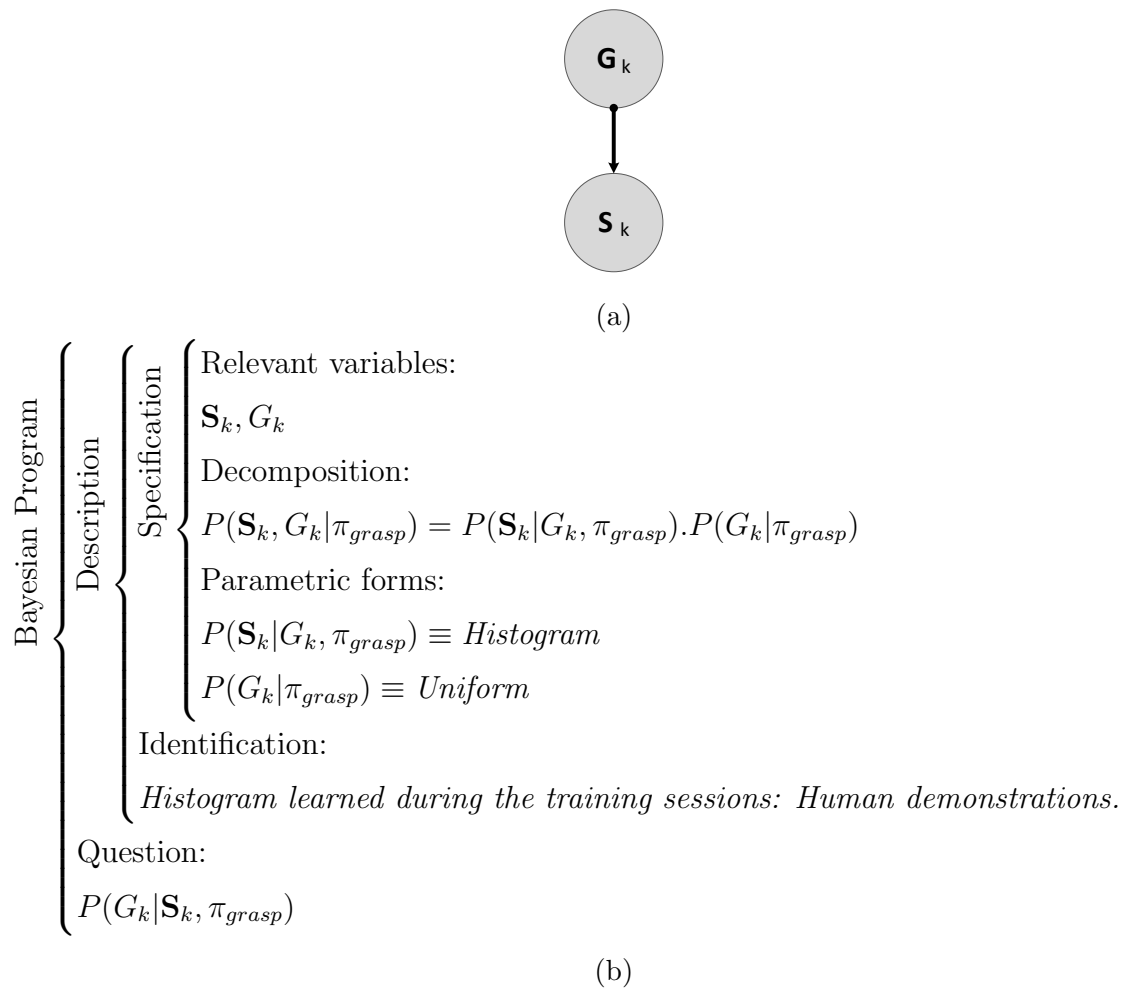 G k
S k
(a)
Bayesian Program
Description
Specification
Relevant variables:
S_k, G_k
Decomposition:
P(S_k, G_k|π_grasp) = P(S_k|G_k, π_grasp).P(G_k|π_grasp)
Parametric forms:
P(S_k|G_k, π_grasp) ≡ Histogram
P(G_k|π_grasp) ≡ Uniform
Identification:
Histogram learned during the training sessions: Human demonstrations.
Question:
P(G_k|S_k, π_grasp)
(b)